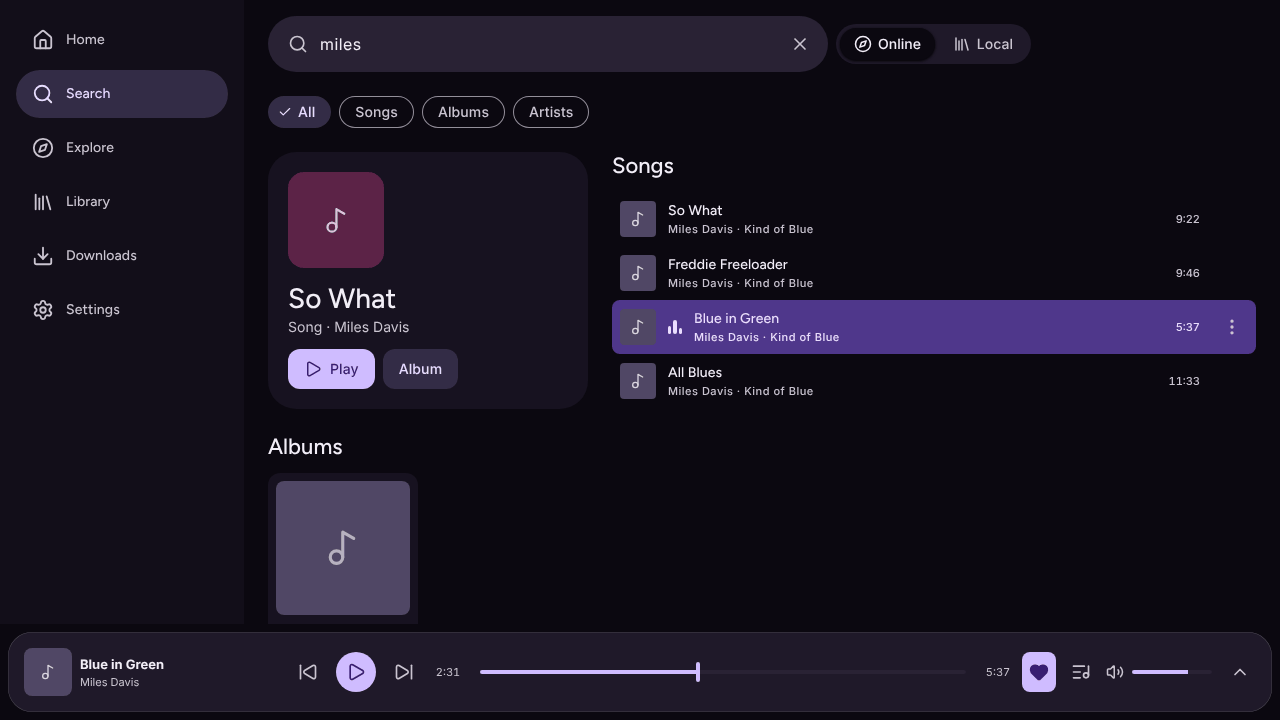 Home
Search
Explore
Library
Downloads
Settings
miles
Online
Local
All
Songs
Albums
Artists
So What
Song · Miles Davis
Play
Album
Songs
So What
Miles Davis · Kind of Blue
9:22
Freddie Freeloader
Miles Davis · Kind of Blue
9:46
Blue in Green
Miles Davis · Kind of Blue
5:37
All Blues
Miles Davis · Kind of Blue
11:33
Albums
Blue in Green
Miles Davis
2:31
5:37